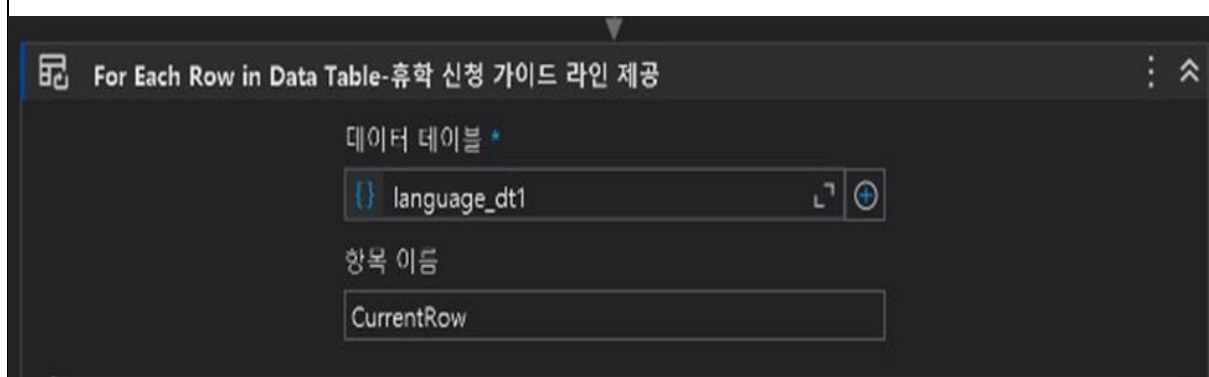 For Each Row in Data Table-휴학 신청 가이드 라인 제공
데이터 테이블 *
{} language_dt1
항목 이름
CurrentRow